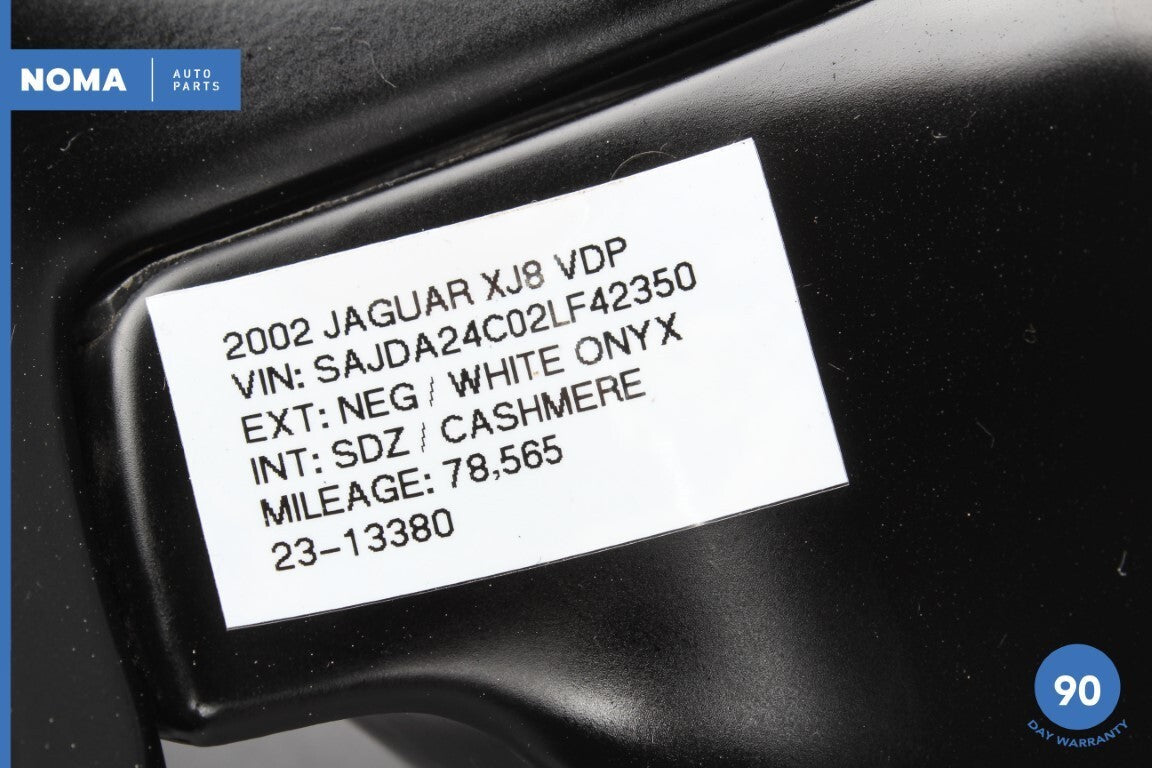 NOMA
AUTO
PARTS
2002 JAGUAR XJ8 VDP
VIN: SAJDA24C02LF42350
EXT: NEG / WHITE ONYX
INT: SDZ / CASHMERE
MILEAGE: 78,565
23-13380
90
DAY WARRANTY